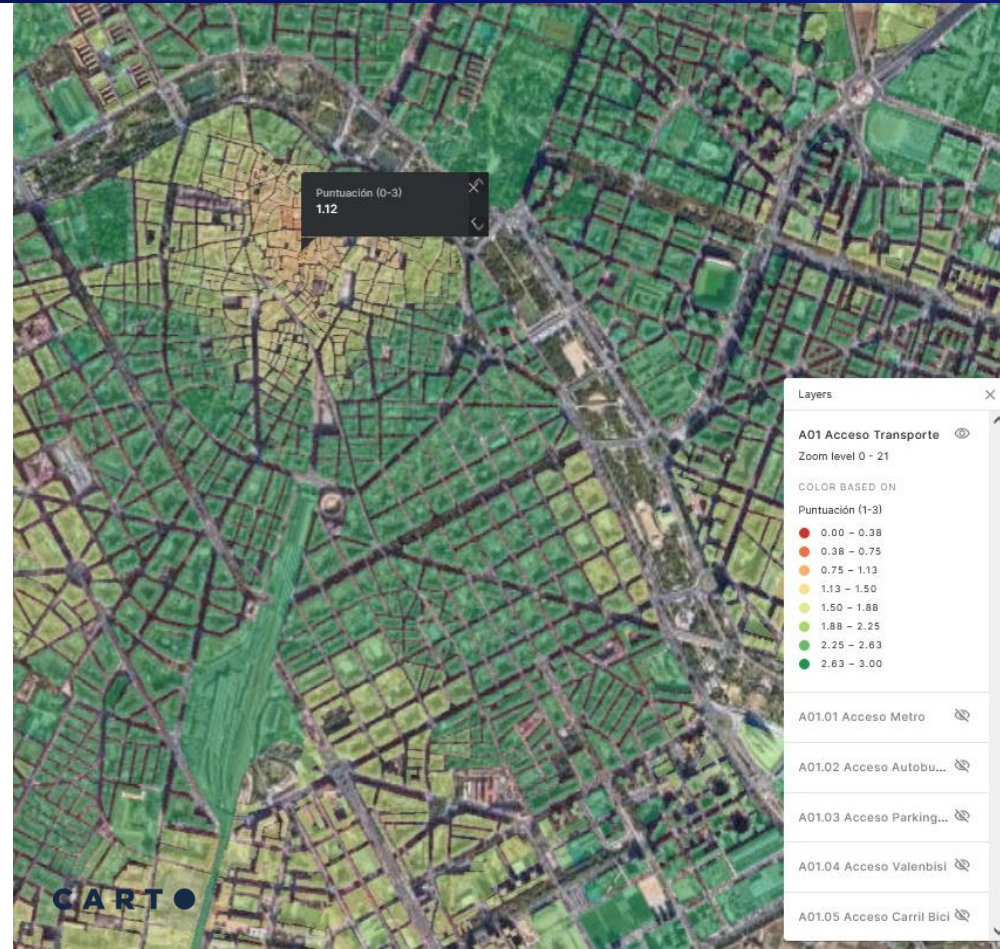 Puntuación (0-3)
1.12
Layers
A01 Acceso Transporte
Zoom level 0 - 21
COLOR BASED ON
Puntuación (1-3)
0.00 – 0.38
0.38 – 0.75
0.75 – 1.13
1.13 – 1.50
1.50 – 1.88
1.88 – 2.25
2.25 – 2.63
2.63 – 3.00
A01.01 Acceso Metro
A01.02 Acceso Autobu...
A01.03 Acceso Parking...
A01.04 Acceso Valenbisi
A01.05 Acceso Carril Bici
CARTO